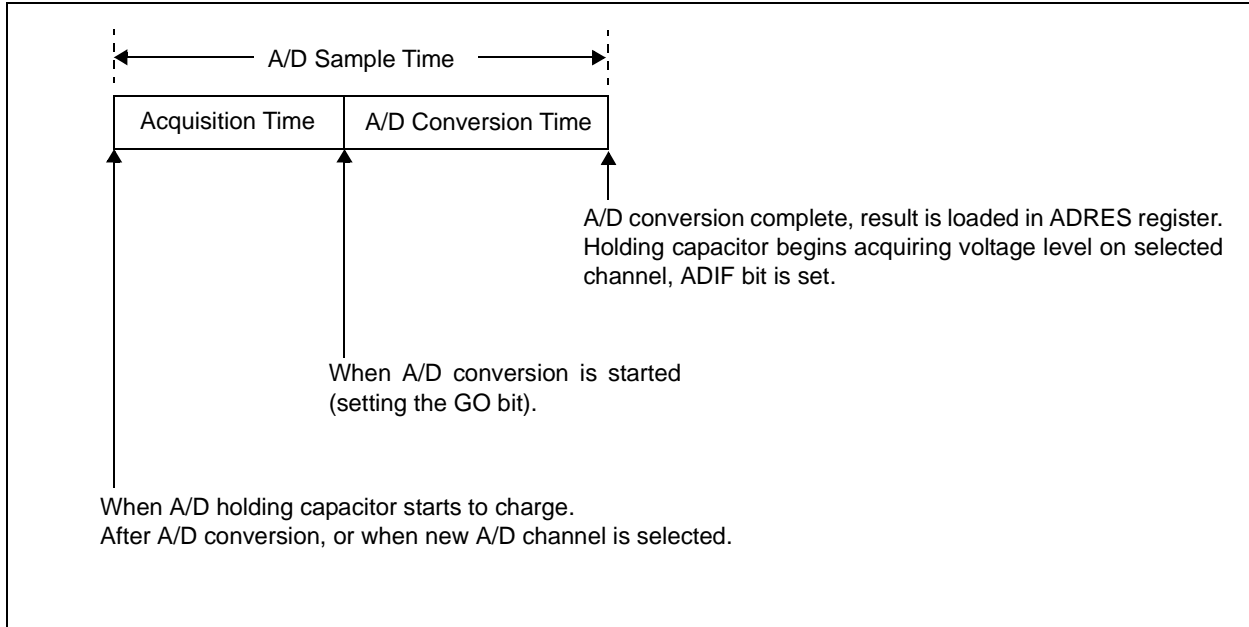 A/D Sample Time
Acquisition Time
A/D Conversion Time
A/D conversion complete, result is loaded in ADRES register.
Holding capacitor begins acquiring voltage level on selected
channel, ADIF bit is set.
When A/D conversion is started
(setting the GO bit).
When A/D holding capacitor starts to charge.
After A/D conversion, or when new A/D channel is selected.